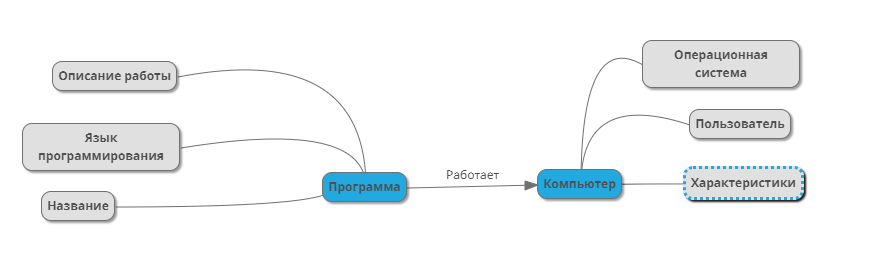 Операционная
система
Описание работы
Пользователь
Язык
программирования
Работает
Программа
Компьютер
Характеристики
Название